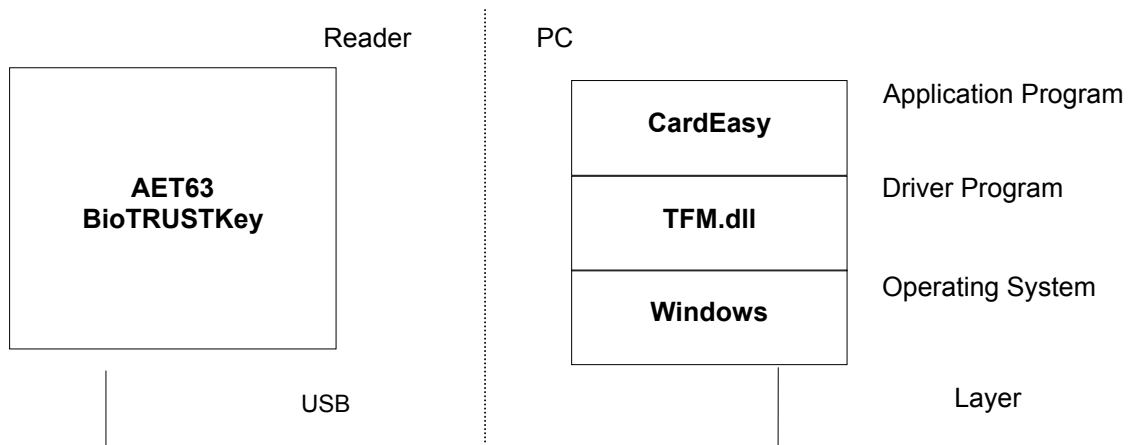 Reader
PC
Application Program
CardEasy
AET63
BioTRUSTKey
Driver Program
TFM.dll
Operating System
Windows
USB
Layer